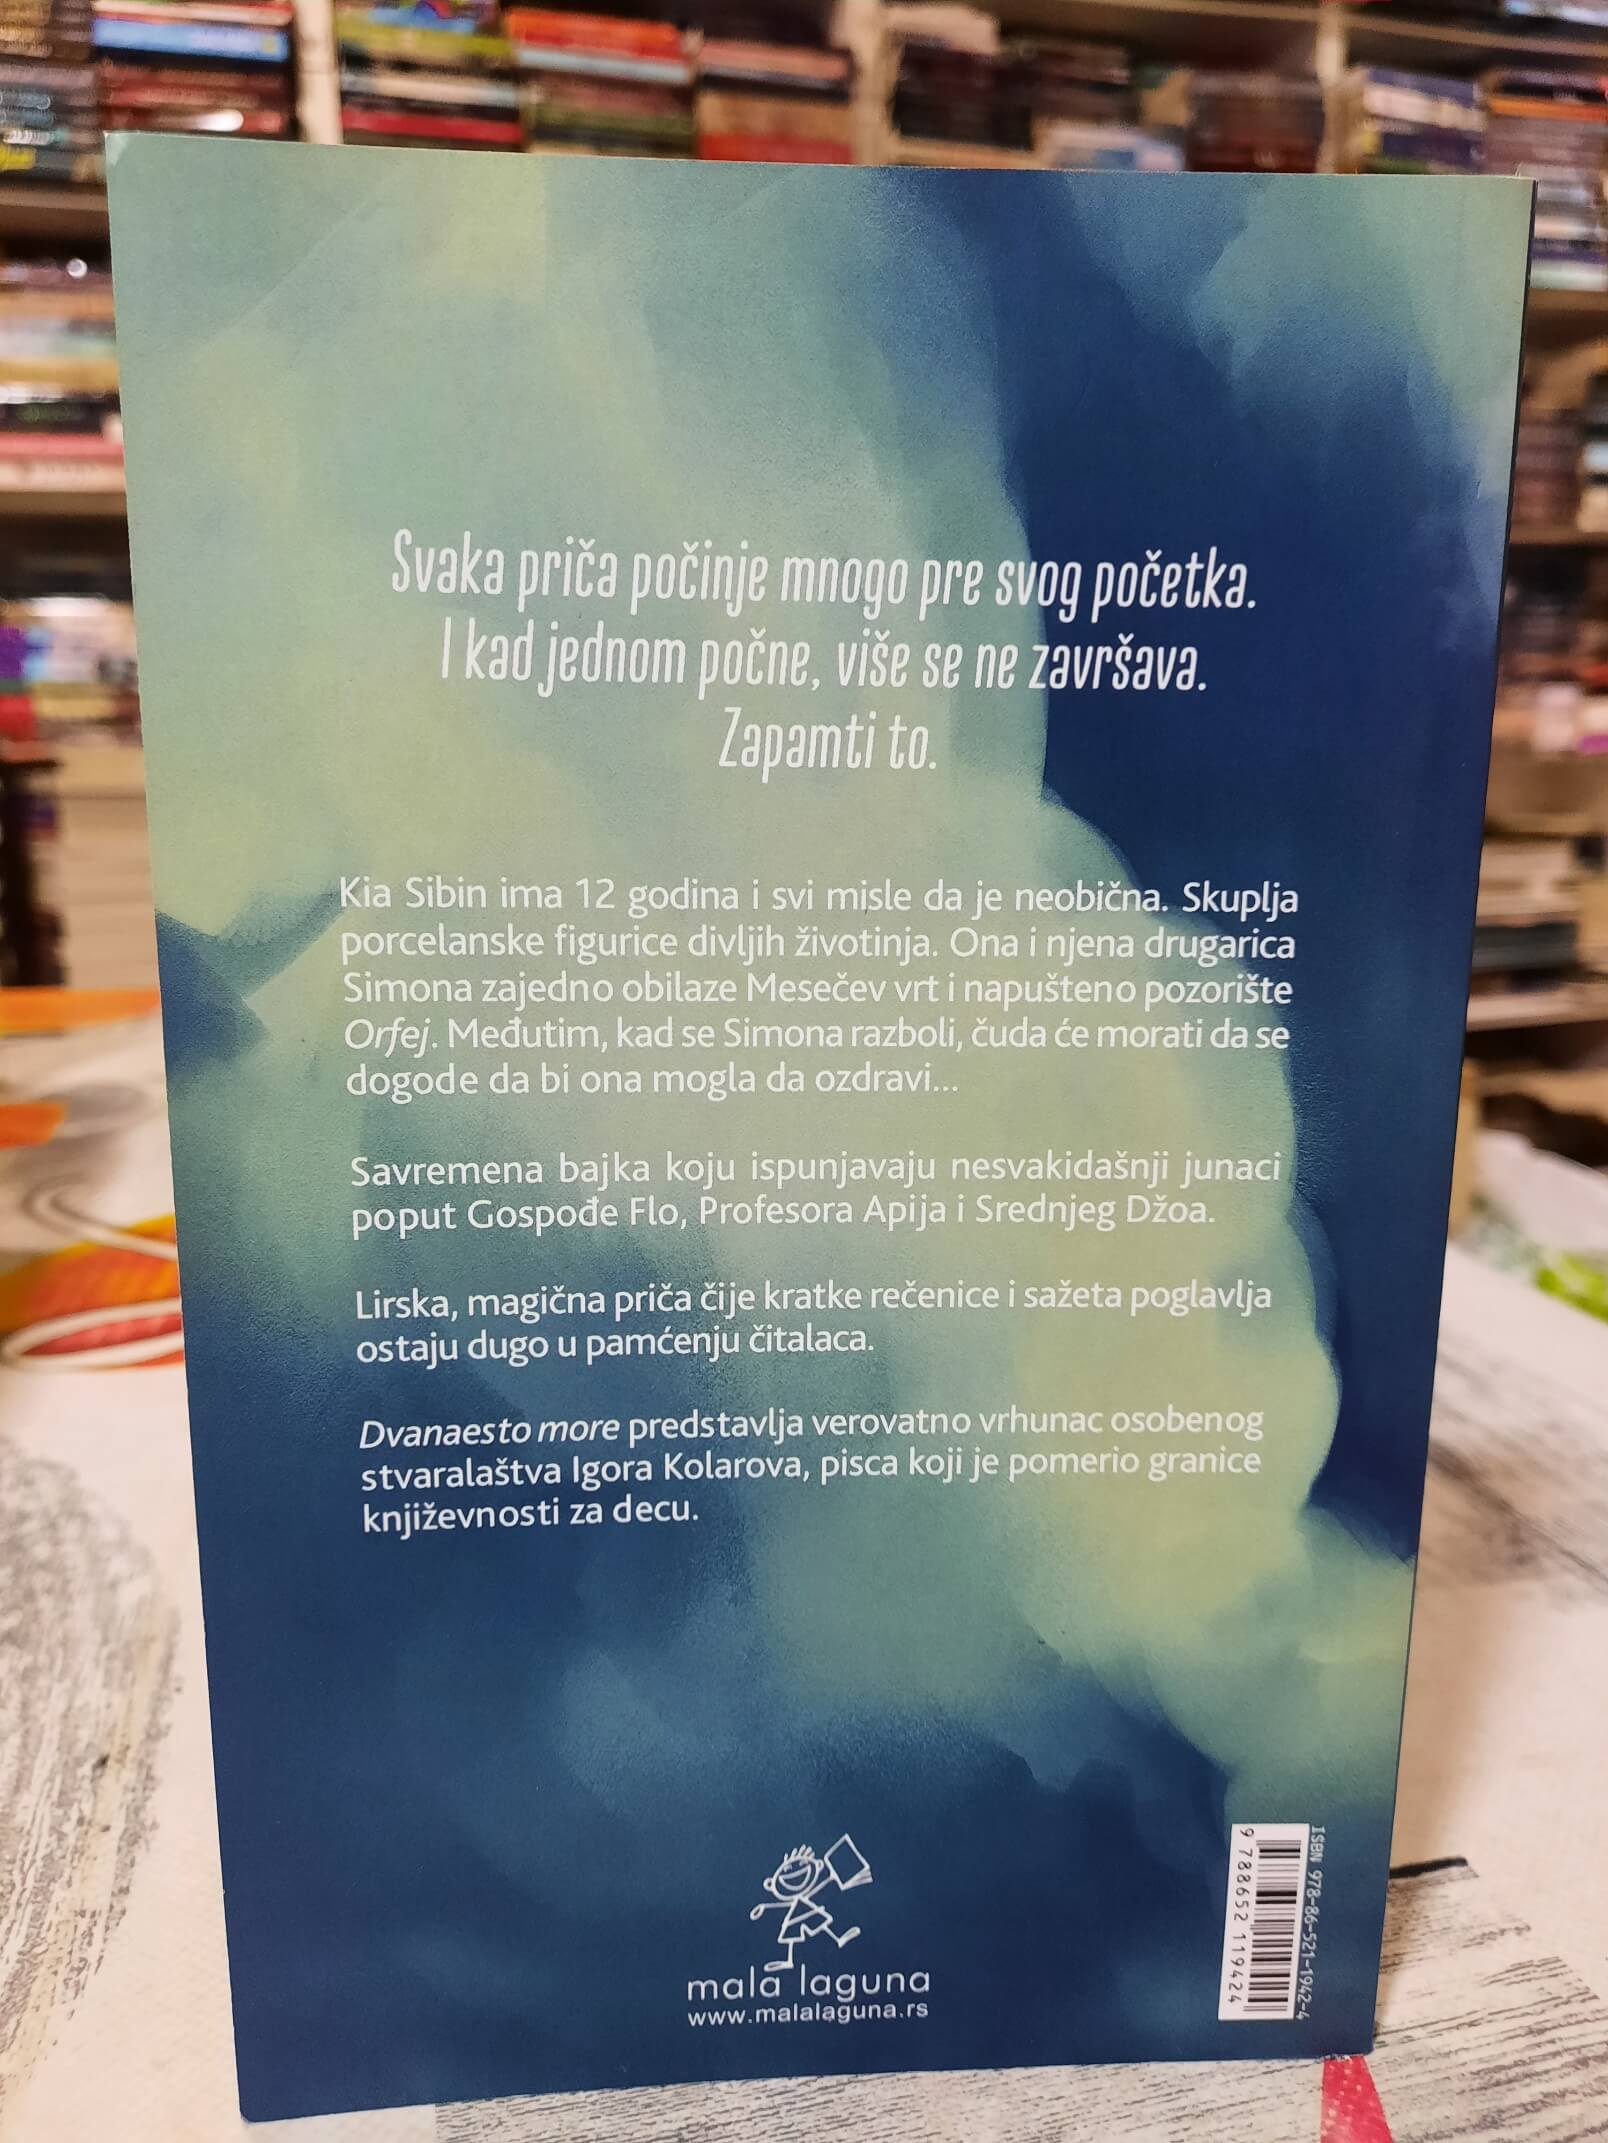 Svaka priča počinje mnogo pre svog početka.
I kad jednom počne, više se ne završava.
Zapamti to.
Kia Sibin ima 12 godina i svi misle da je neobična. Skuplja
porcelanske figurice divljih životinja. Ona i njena drugarica
Simona zajedno obilaze Mesečev vrt i napušteno pozorište
Orfej. Međutim, kad se Simona razboli, čuda će morati da se
dogode da bi ona mogla da ozdravi...
Savremena bajka koju ispunjavaju nesvakidašnji junaci
poput Gospođe Flo, Profesora Apija i Srednjeg Džoa.
Lirska, magična priča čije kratke rečenice i sažeta poglavlja
ostaju dugo u pamćenju čitalaca.
Dvanaesto more predstavlja verovatno vrhunac osobenog
stvaralaštva Igora Kolarova, pisca koji je pomerio granice
književnosti za decu.
mala laguna
www.malalaguna.rs
ISBN 978-86-521-1942-4
9 788652 119424